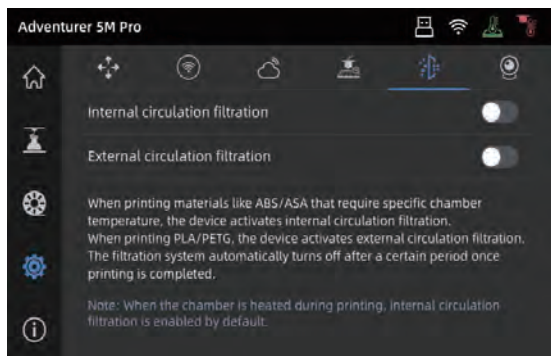 Adventurer 5M Pro
Internal circulation filtration
External circulation filtration
When printing materials like ABS/ASA that require specific chamber
temperature, the device activates internal circulation filtration.
When printing PLA/PETG, the device activates external circulation filtration.
The filtration system automatically turns off after a certain period once
printing is completed.
Note: When the chamber is heated during printing, internal circulation
filtration is enabled by default.